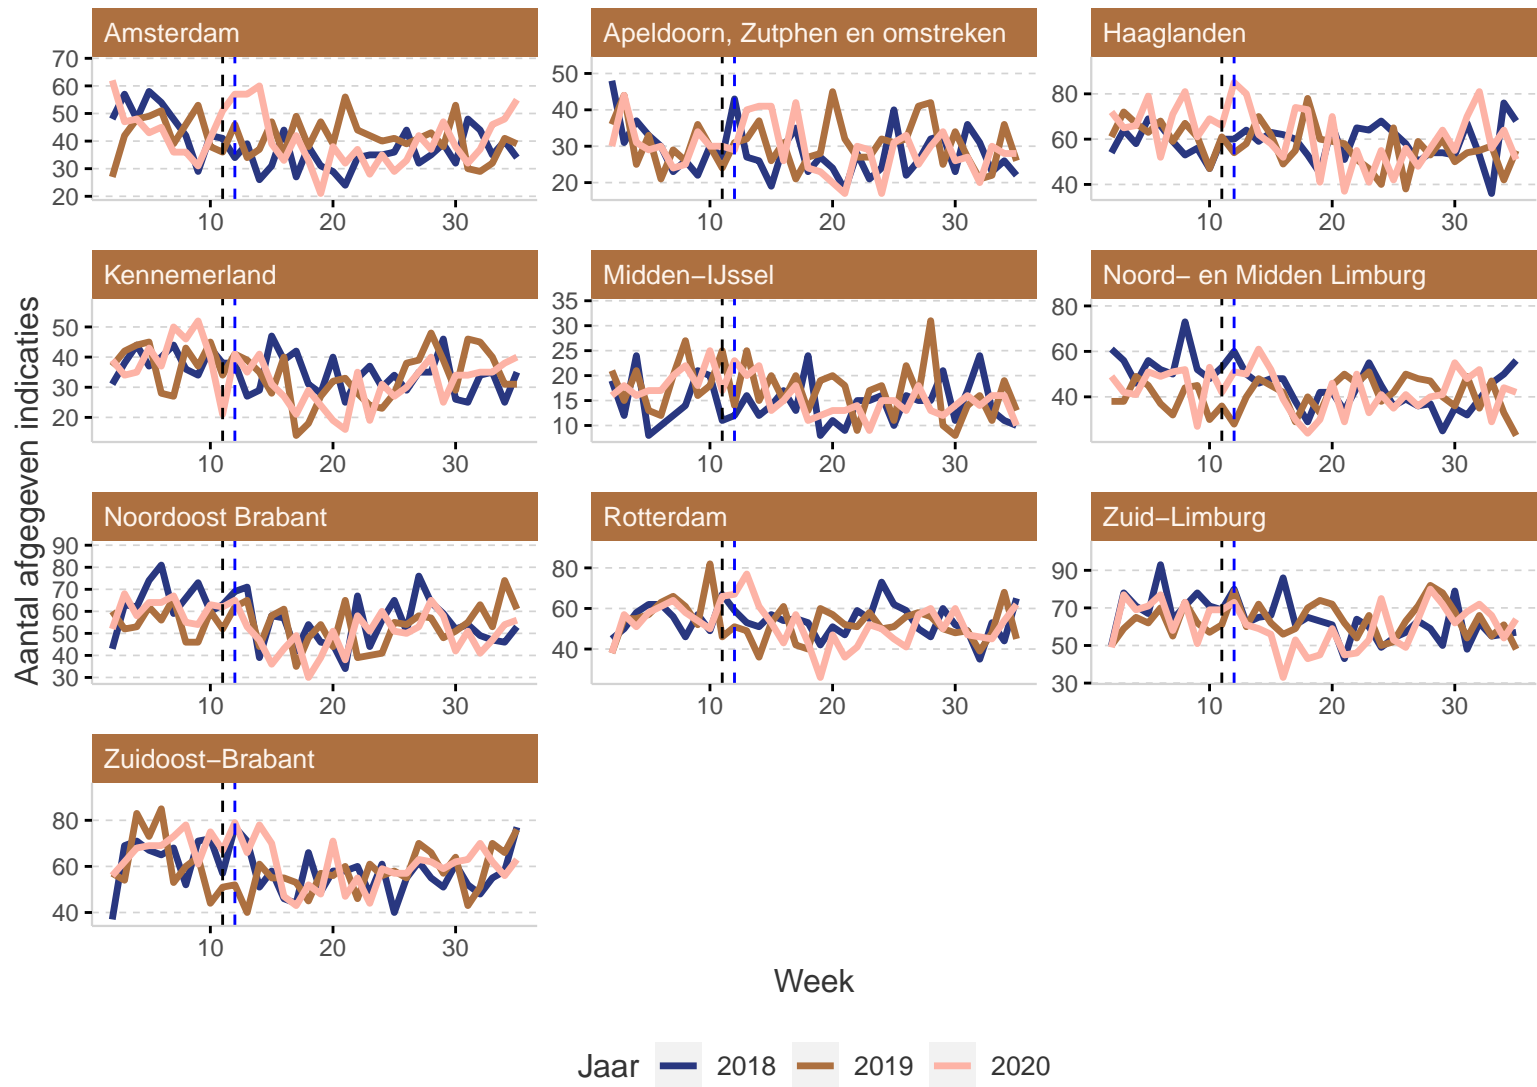 Amsterdam
Apeldoorn, Zutphen en omstreken
Haaglanden
70
60
50
40
30
20
50
40
30
20
80
60
40
10 20 30
10 20 30
10 20 30
Kennemerland
Midden−IJssel
Noord− en Midden Limburg
50
40
30
20
35
30
25
20
15
10
80
60
40
10 20 30
10 20 30
10 20 30
Aantal afgegeven indicaties
Noordoost Brabant
Rotterdam
Zuid−Limburg
90
80
70
60
50
40
30
80
60
40
90
70
50
30
10 20 30
10 20 30
10 20 30
Zuidoost−Brabant
80
60
40
10 20 30
Week
Jaar 2018 2019 2020